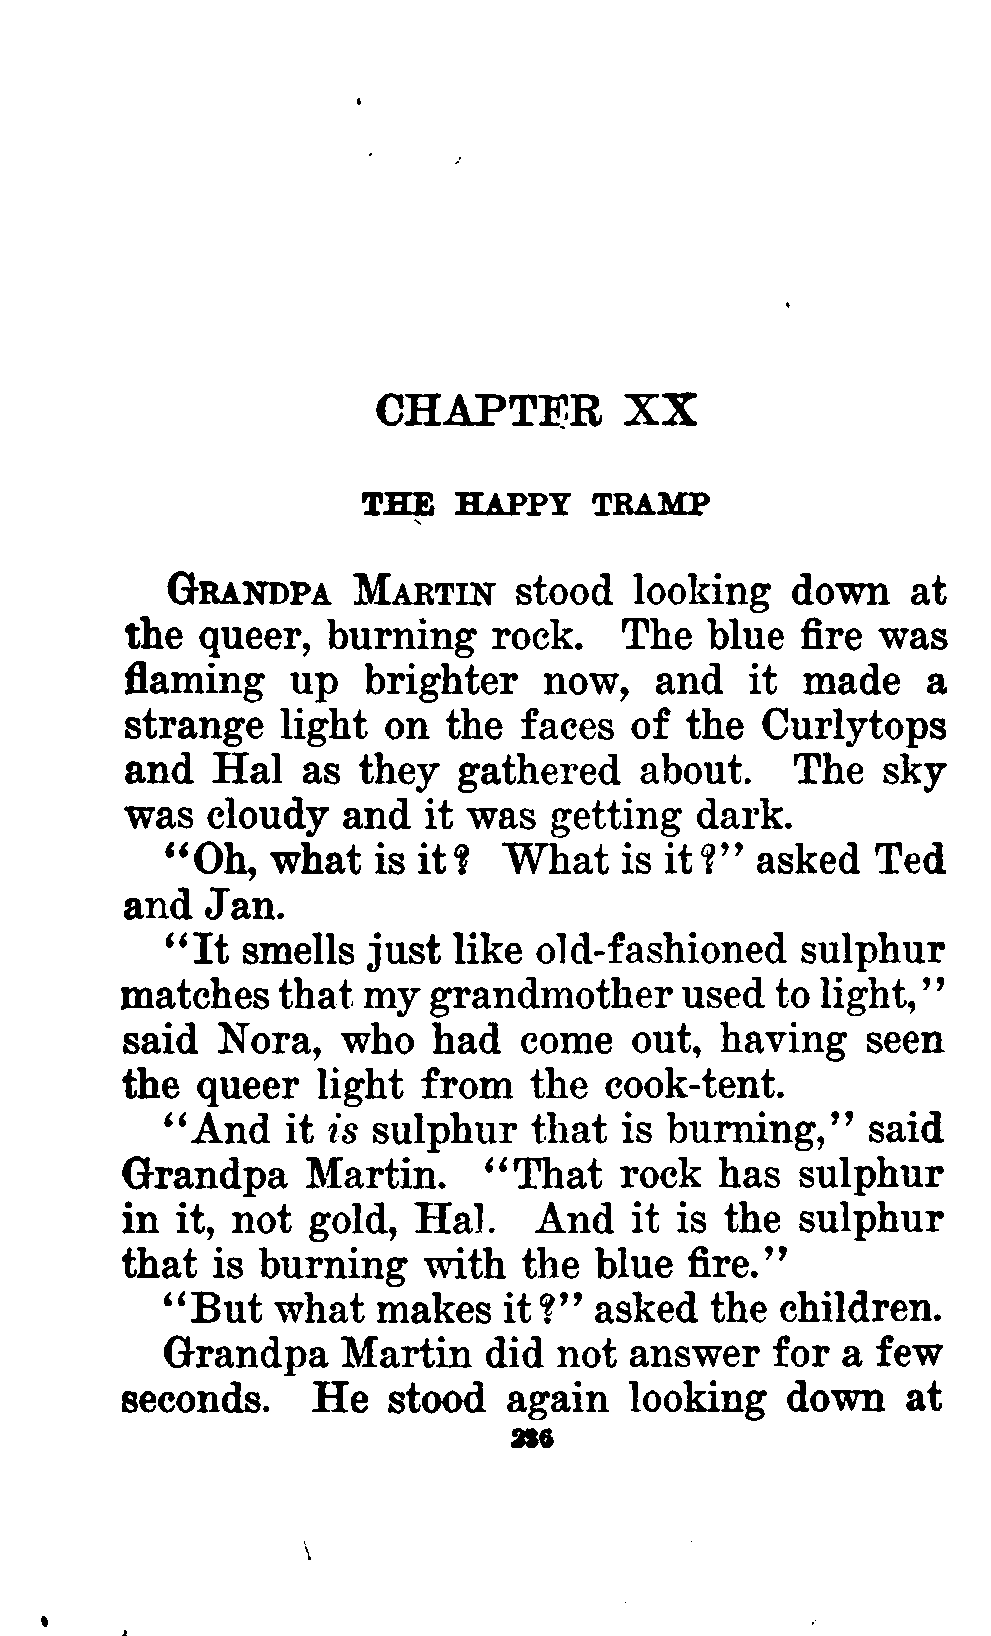 CHAPTER XX
THE HAPPY TRAMP
GRANDPA MARTIN stood looking down at
the queer, burning rock. The blue fire was
flaming up brighter now, and it made a
strange light on the faces of the Curlytops
and Hal as they gathered about. The sky
was cloudy and it was getting dark.
“Oh, what is it? What is it?” asked Ted
and Jan.
“It smells just like old-fashioned sulphur
matches that my grandmother used to light,”
said Nora, who had come out, having seen
the queer light from the cook-tent.
“And it is sulphur that is burning,” said
Grandpa Martin. “That rock has sulphur
in it, not gold, Hal. And it is the sulphur
that is burning with the blue fire.”
“But what makes it?” asked the children.
Grandpa Martin did not answer for a few
seconds. He stood again looking down at
236